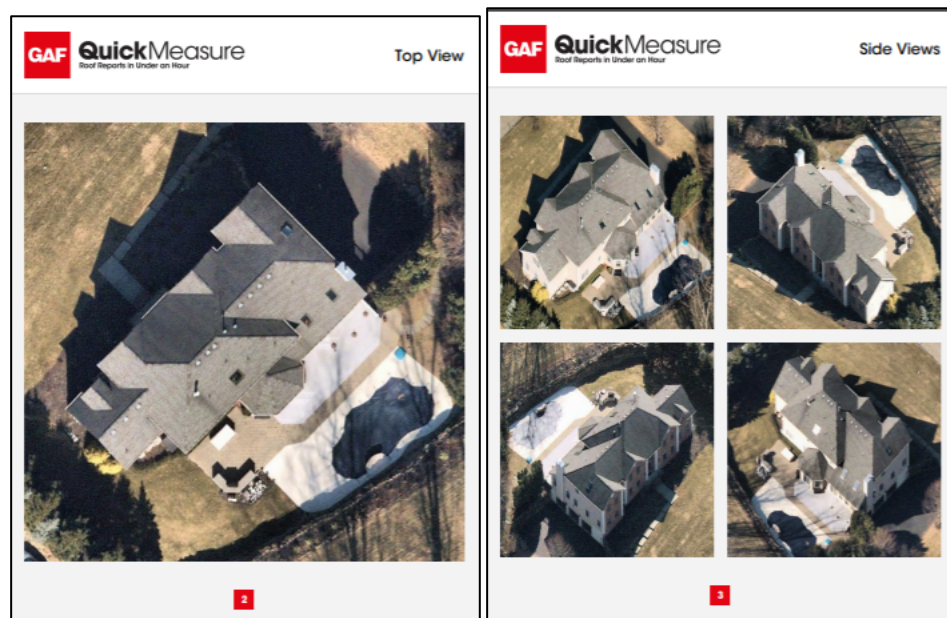 GAF
QuickMeasure
Roof Reports in Under an Hour
Top View
2
GAF
QuickMeasure
Roof Reports in Under an Hour
Side Views
3